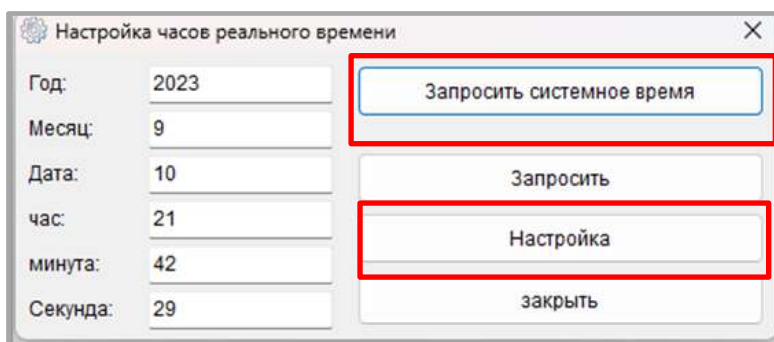 Настройка часов реального времени
Год: 2023
Запросить системное время
Месяц: 9
Дата: 10
Запросить
час: 21
Настройка
минута: 42
Секунда: 29
закрыть